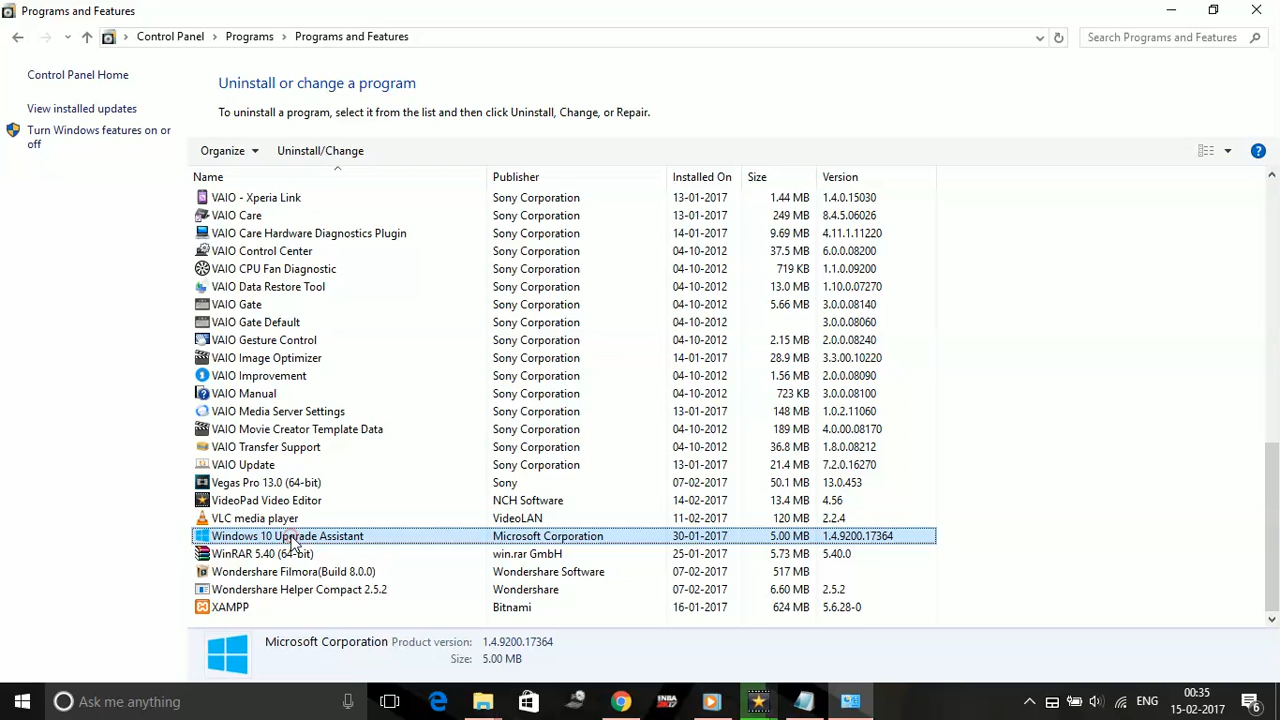 Programs and Features
Control Panel > Programs > Programs and Features
Search Programs and Features
Control Panel Home
View installed updates
Turn Windows features on or
off
Uninstall or change a program
To uninstall a program, select it from the list and then click Uninstall, Change, or Repair.
Organize Uninstall/Change
Name Publisher Installed On Size Version
VAIO - Xperia Link Sony Corporation 13-01-2017 1.44 MB 1.4.0.15030
VAIO Care Sony Corporation 13-01-2017 249 MB 8.4.5.06026
VAIO Care Hardware Diagnostics Plugin Sony Corporation 14-01-2017 9.69 MB 4.11.1.11220
VAIO Control Center Sony Corporation 04-10-2012 37.5 MB 6.0.0.08200
VAIO CPU Fan Diagnostic Sony Corporation 04-10-2012 719 KB 1.1.0.09200
VAIO Data Restore Tool Sony Corporation 04-10-2012 13.0 MB 1.10.0.07270
VAIO Gate Sony Corporation 04-10-2012 5.66 MB 3.0.0.08140
VAIO Gate Default Sony Corporation 04-10-2012 3.0.0.08060
VAIO Gesture Control Sony Corporation 04-10-2012 2.15 MB 2.0.0.08240
VAIO Image Optimizer Sony Corporation 14-01-2017 28.9 MB 3.3.00.10220
VAIO Improvement Sony Corporation 04-10-2012 1.56 MB 2.0.0.08090
VAIO Manual Sony Corporation 04-10-2012 723 KB 3.0.0.08100
VAIO Media Server Settings Sony Corporation 13-01-2017 148 MB 1.0.2.11060
VAIO Movie Creator Template Data Sony Corporation 04-10-2012 189 MB 4.0.00.08170
VAIO Transfer Support Sony Corporation 04-10-2012 36.8 MB 1.8.0.08212
VAIO Update Sony Corporation 13-01-2017 21.4 MB 7.2.0.16270
Vegas Pro 13.0 (64-bit) Sony 07-02-2017 50.1 MB 13.0.453
VideoPad Video Editor NCH Software 14-02-2017 13.4 MB 4.56
VLC media player VideoLAN 11-02-2017 120 MB 2.2.4
Windows 10 Upgrade Assistant Microsoft Corporation 30-01-2017 5.00 MB 1.4.9200.17364
WinRAR 5.40 (64-bit) win.rar GmbH 25-01-2017 5.73 MB 5.40.0
Wondershare Filmora(Build 8.0.0) Wondershare Software 07-02-2017 517 MB
Wondershare Helper Compact 2.5.2 Wondershare 07-02-2017 6.60 MB 2.5.2
XAMPP Bitnami 16-01-2017 624 MB 5.6.28-0
Microsoft Corporation Product version: 1.4.9200.17364
Size: 5.00 MB
Ask me anything
ENG
00:35
15-02-2017
6